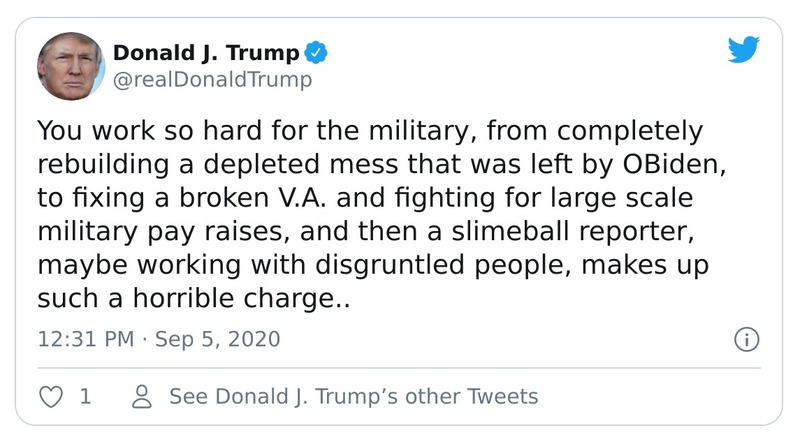 Donald J. Trump
@realDonaldTrump
You work so hard for the military, from completely
rebuilding a depleted mess that was left by OBiden,
to fixing a broken V.A. and fighting for large scale
military pay raises, and then a slimeball reporter,
maybe working with disgruntled people, makes up
such a horrible charge..
12:31 PM · Sep 5, 2020
1 See Donald J. Trump’s other Tweets